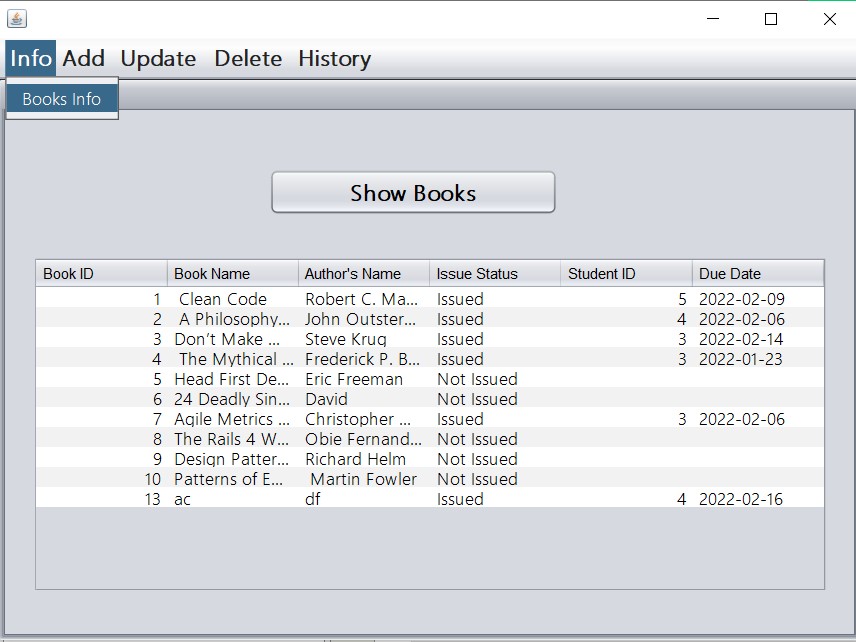 Info Add Update Delete History
Books Info
Show Books
Book ID Book Name Author's Name Issue Status Student ID Due Date
1 Clean Code Robert C. Ma... Issued 5 2022-02-09
2 A Philosophy... John Outster... Issued 4 2022-02-06
3 Don't Make ... Steve Krug Issued 3 2022-02-14
4 The Mythical ... Frederick P. B... Issued 3 2022-01-23
5 Head First De... Eric Freeman Not Issued
6 24 Deadly Sin... David Not Issued
7 Agile Metrics ... Christopher ... Issued 3 2022-02-06
8 The Rails 4 W... Obie Fernand... Not Issued
9 Design Patter... Richard Helm Not Issued
10 Patterns of E... Martin Fowler Not Issued
13 ac df Issued 4 2022-02-16